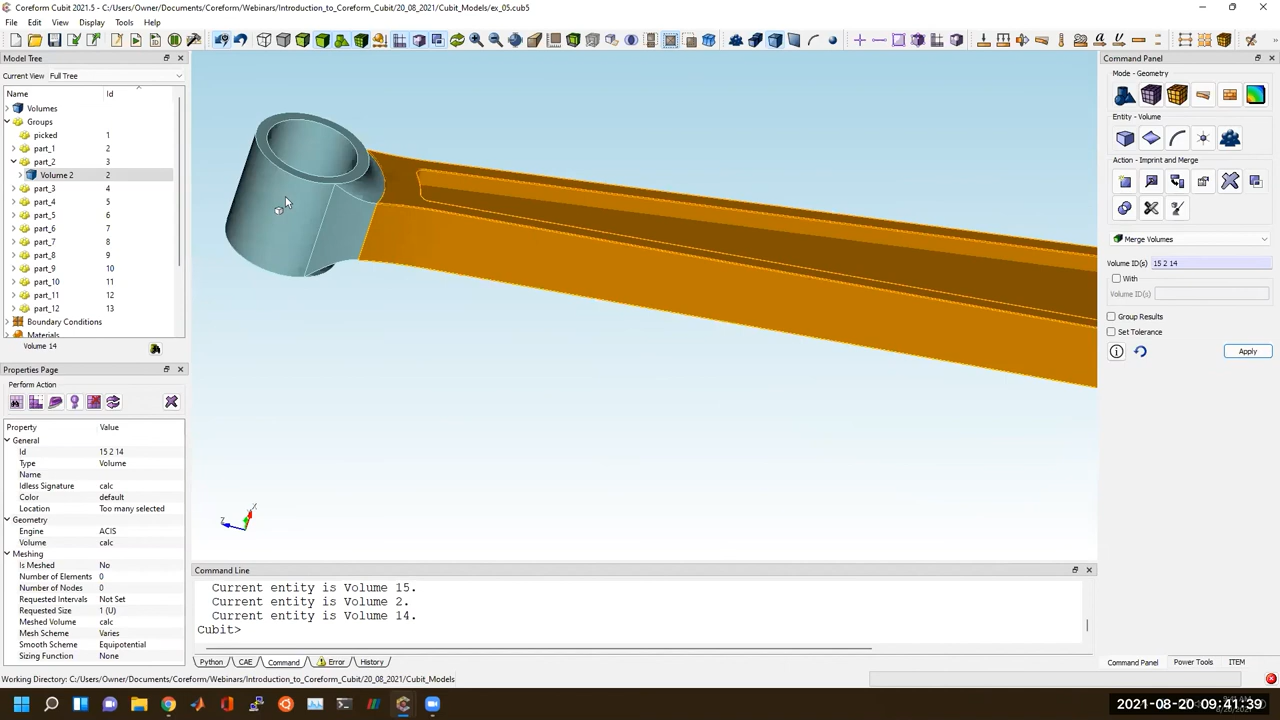 Coreform Cubit 2021.5 - C:/Users/Owner/Documents/Coreform/Webinars/Introduction_to_Coreform_Cubit/20_08_2021/Cubit_Models/ex_05.cub5
File Edit View Display Tools Help
Model Tree
Current View Full Tree
Name Id
Volumes
Groups
picked 1
part_1 2
part_2 3
Volume 2 2
part_3 4
part_4 5
part_5 6
part_6 7
part_7 8
part_8 9
part_9 10
part_10 11
part_11 12
part_12 13
Boundary Conditions
Materials
Volume 14
Properties Page
Perform Action
Property Value
General
Id 15 2 14
Type Volume
Name
Idless Signature calc
Color default
Location Too many selected
Geometry
Engine ACIS
Volume calc
Meshing
Is Meshed No
Number of Elements 0
Number of Nodes 0
Requested Intervals Not Set
Requested Size 1 (U)
Meshed Volume calc
Mesh Scheme Varies
Smooth Scheme Equipotential
Sizing Function None
X
Z
Command Line
Current entity is Volume 15.
Current entity is Volume 2.
Current entity is Volume 14.
Cubit>
Python CAE Command Error History
Command Panel
Mode - Geometry
Entity - Volume
Action - Imprint and Merge
Merge Volumes
Volume ID(s) 15 2 14
With
Volume ID(s)
Group Results
Set Tolerance
Apply
Command Panel Power Tools ITEM
Working Directory: C:/Users/Owner/Documents/Coreform/Webinars/Introduction_to_Coreform_Cubit/20_08_2021/Cubit_Models
2021-08-20 09:41:39